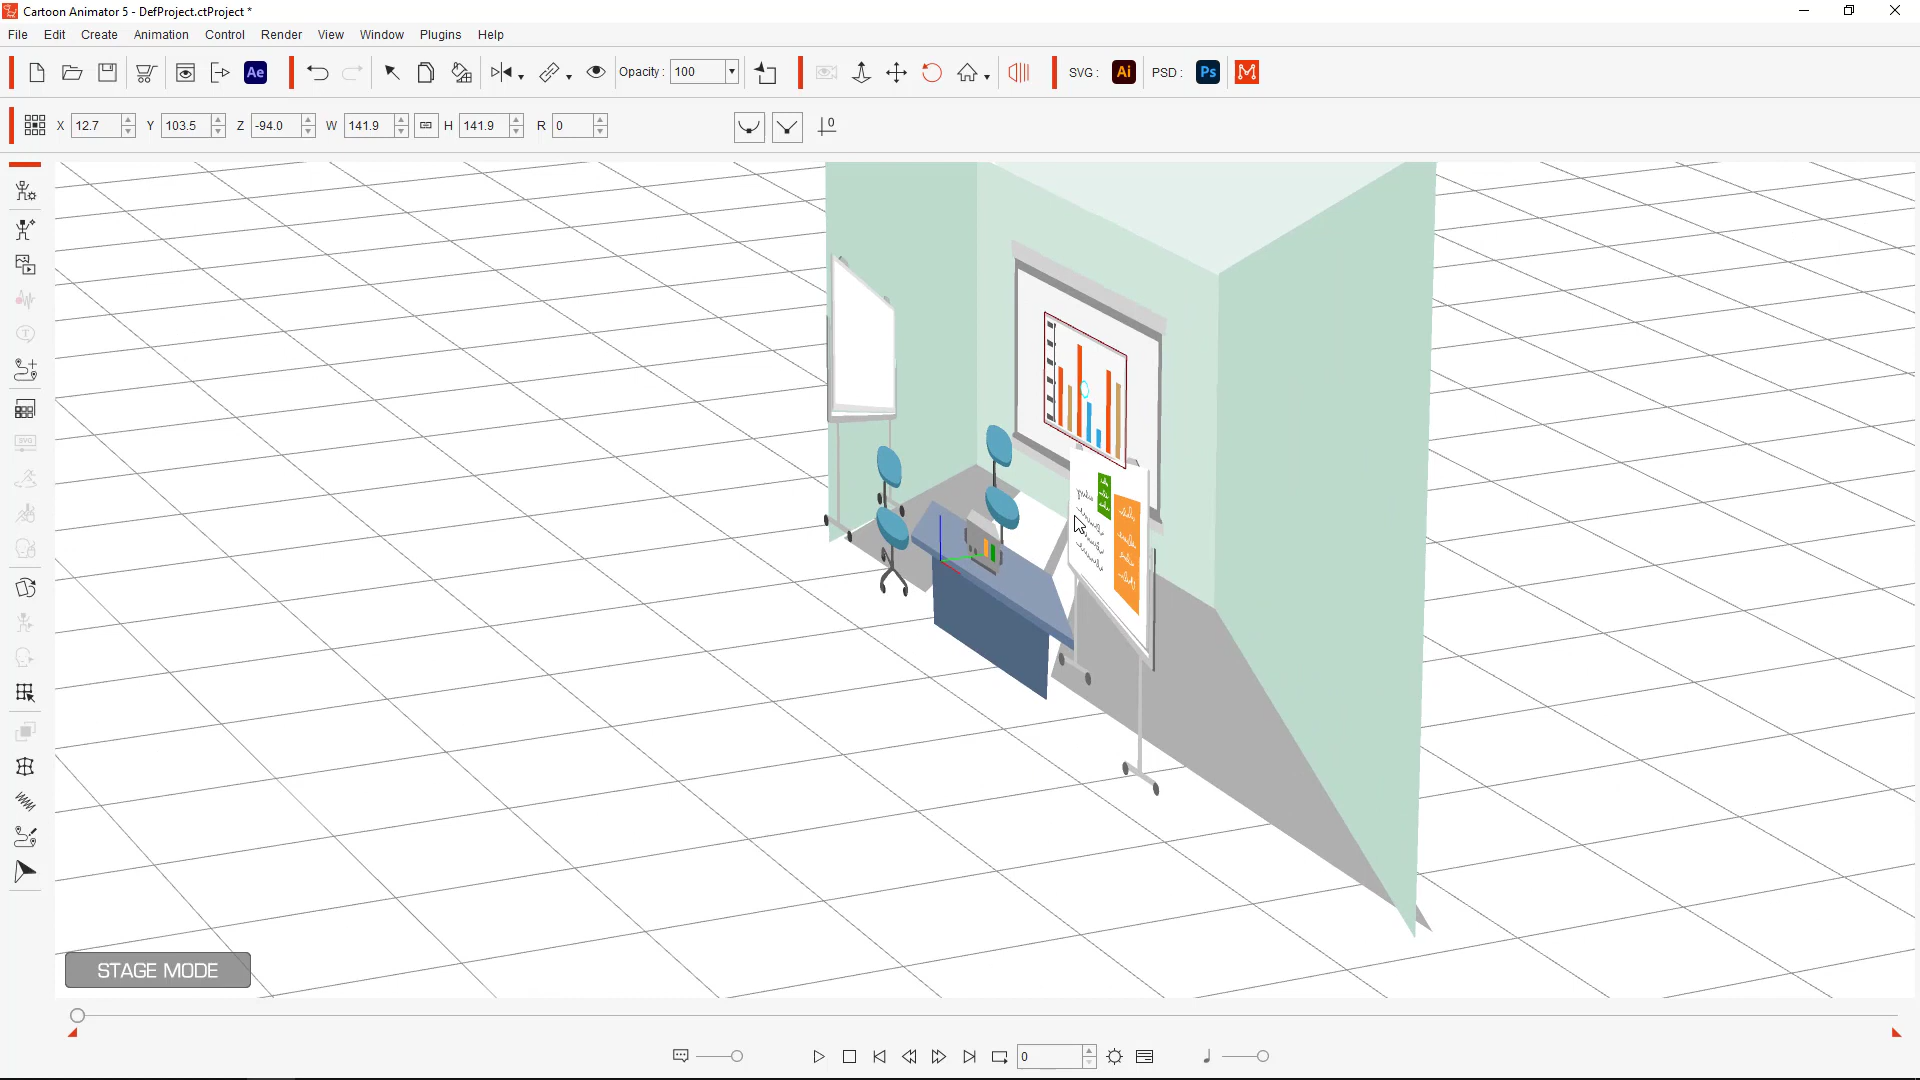 Cartoon Animator 5 - DefProject.ctProject *
File Edit Create Animation Control Render View Window Plugins Help
Ae Opacity : 100 SVG : Ai PSD : Ps
X 12.7 Y 103.5 Z -94.0 W 141.9 H 141.9 R 0 0
T
SVG
STAGE MODE
0